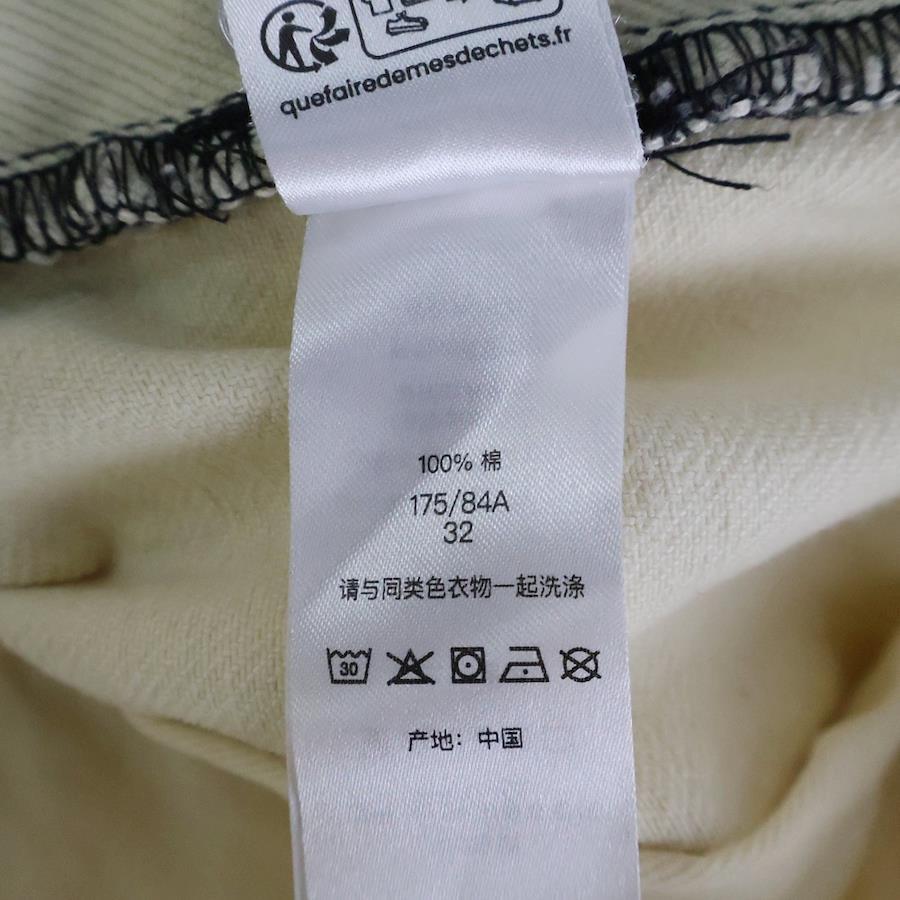 quefairedemesdechets.fr
100% 棉
175/84A
32
请与同类色衣物一起洗涤
30
产地：中国